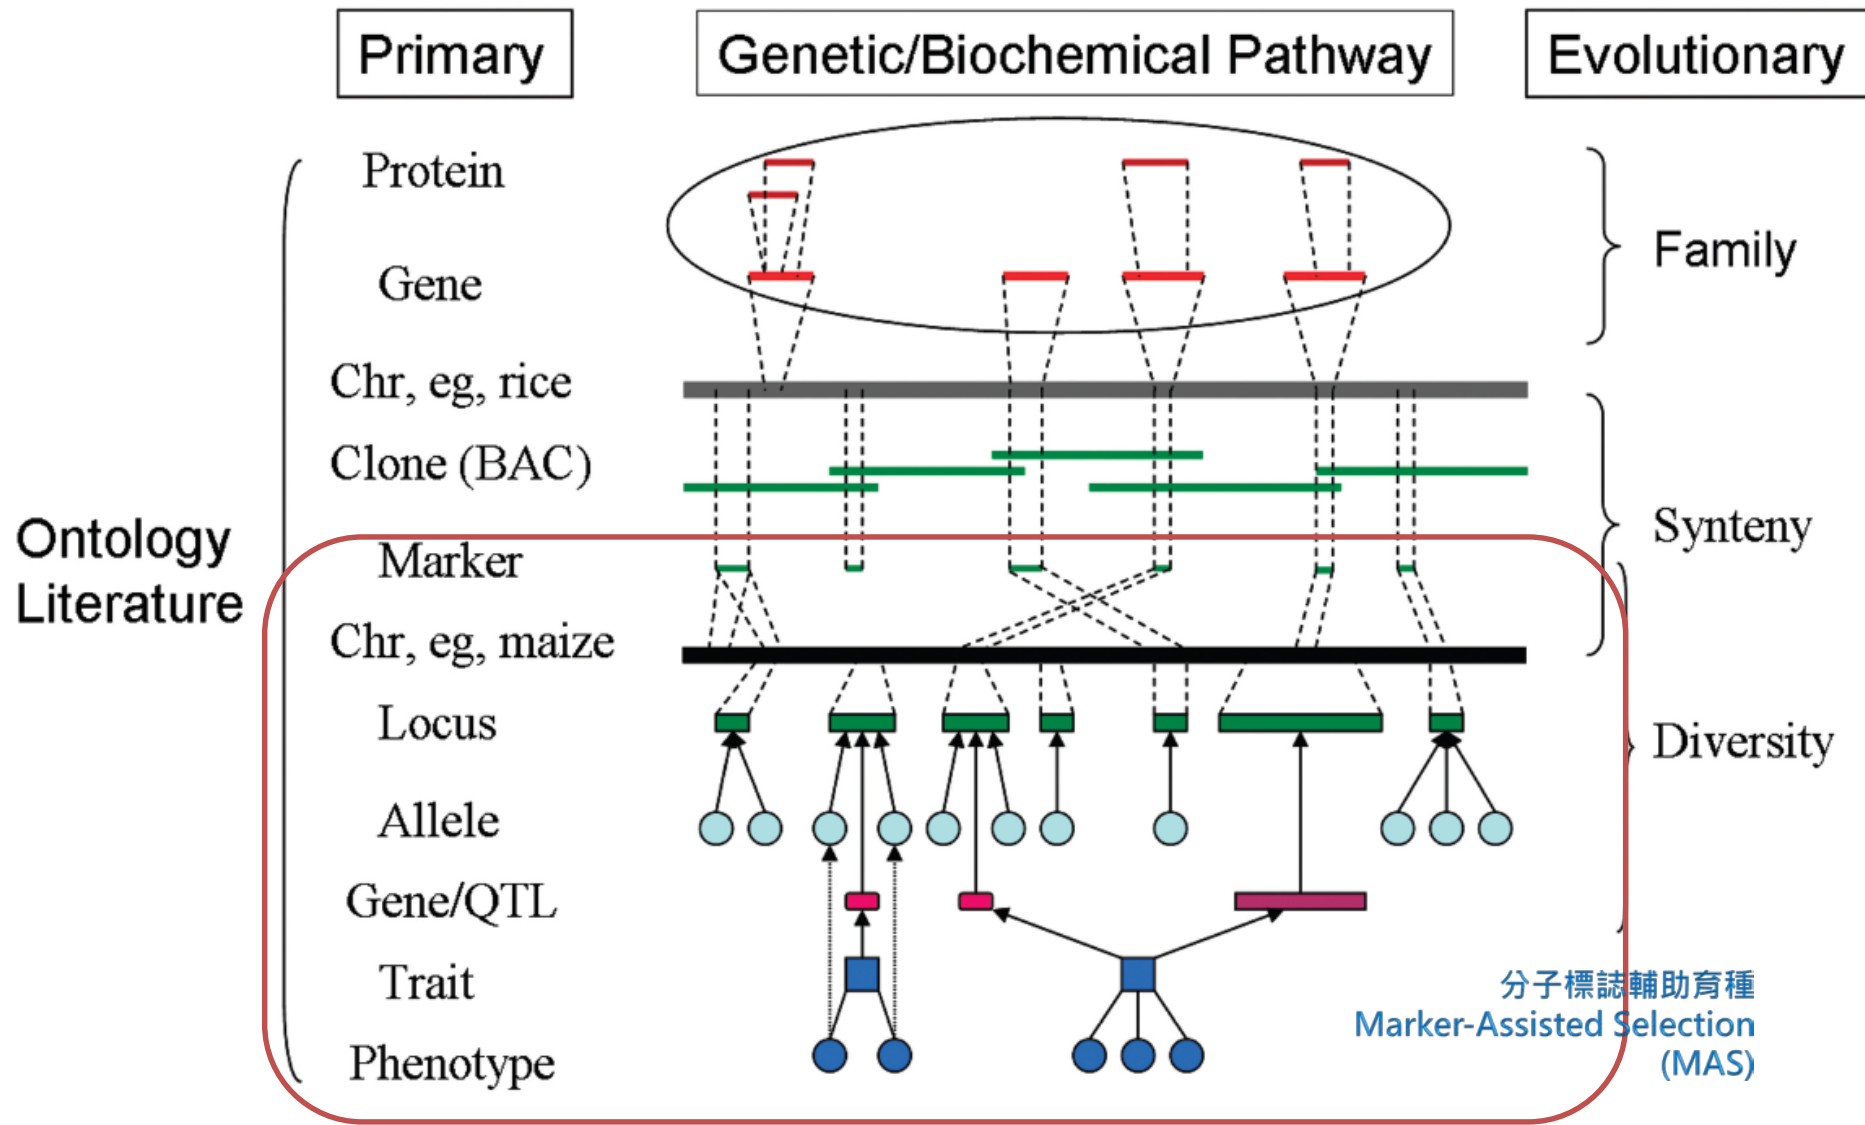 Primary
Genetic/Biochemical Pathway
Evolutionary
Protein
Gene
Family
Chr, eg, rice
Clone (BAC)
Ontology
Literature
Synteny
Marker
Chr, eg, maize
Locus
Diversity
Allele
Gene/QTL
Trait
分子標誌輔助育種
Marker-Assisted Selection
(MAS)
Phenotype